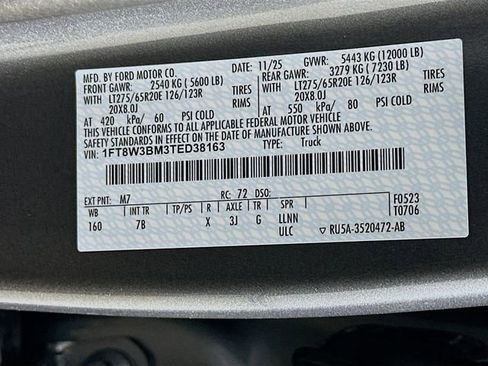 MFD. BY FORD MOTOR CO. 11/25 GVWR: 5443 KG (12000 LB)
FRONT GAWR: 2540 KG (5600 LB) REAR GAWR: 3279 KG (7230 LB)
WITH LT275/65R20E 126/123R TIRES WITH LT275/65R20E 126/123R TIRES
20X8.0J RIMS 20X8.0J RIMS
AT 420 kPa/ 60 PSI COLD AT 550 kPa/ 80 PSI COLD
THIS VEHICLE CONFORMS TO ALL APPLICABLE FEDERAL MOTOR VEHICLE
SAFETY STANDARDS IN EFFECT ON THE DATE OF MANUFACTURE SHOWN ABOVE.
VIN: 1FT8W3BM3TED38163 TYPE: Truck
EXT PNT: M7 RC: 72 DSO: F0523
WB INT TR TP/PS R AXLE TR SPR T0706
160 7B X 3J G LLNN
ULC RU5A-3520472-AB